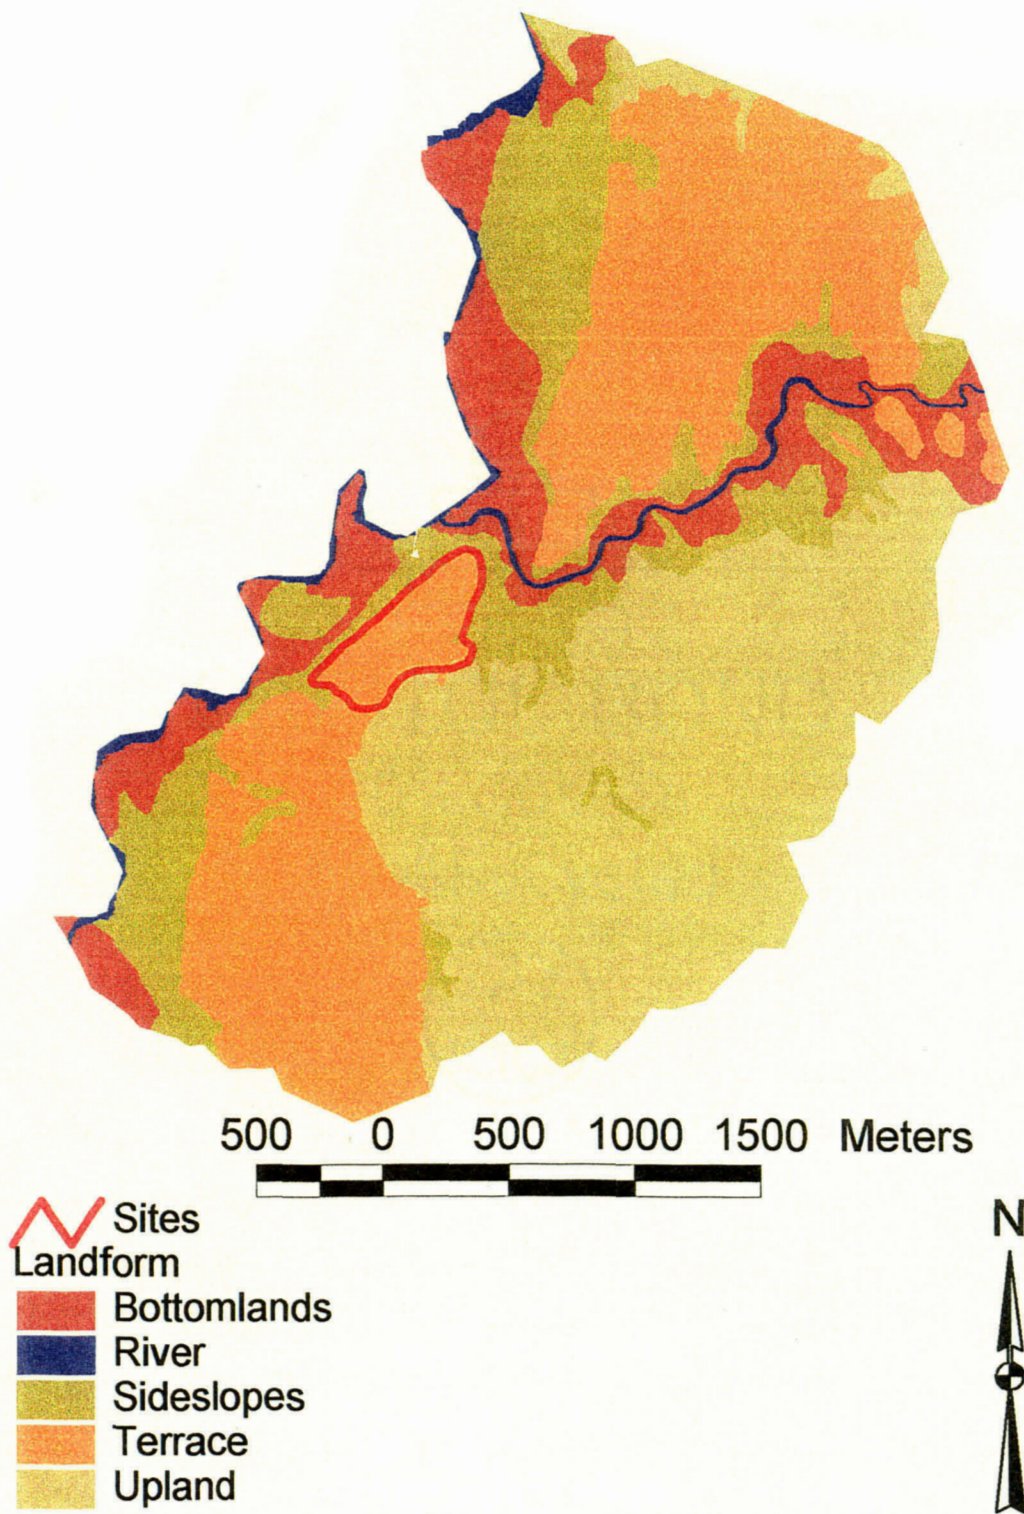 500 0 500 1000 1500 Meters
Sites
N
Landform
Bottomlands
River
Sideslopes
Terrace
Upland